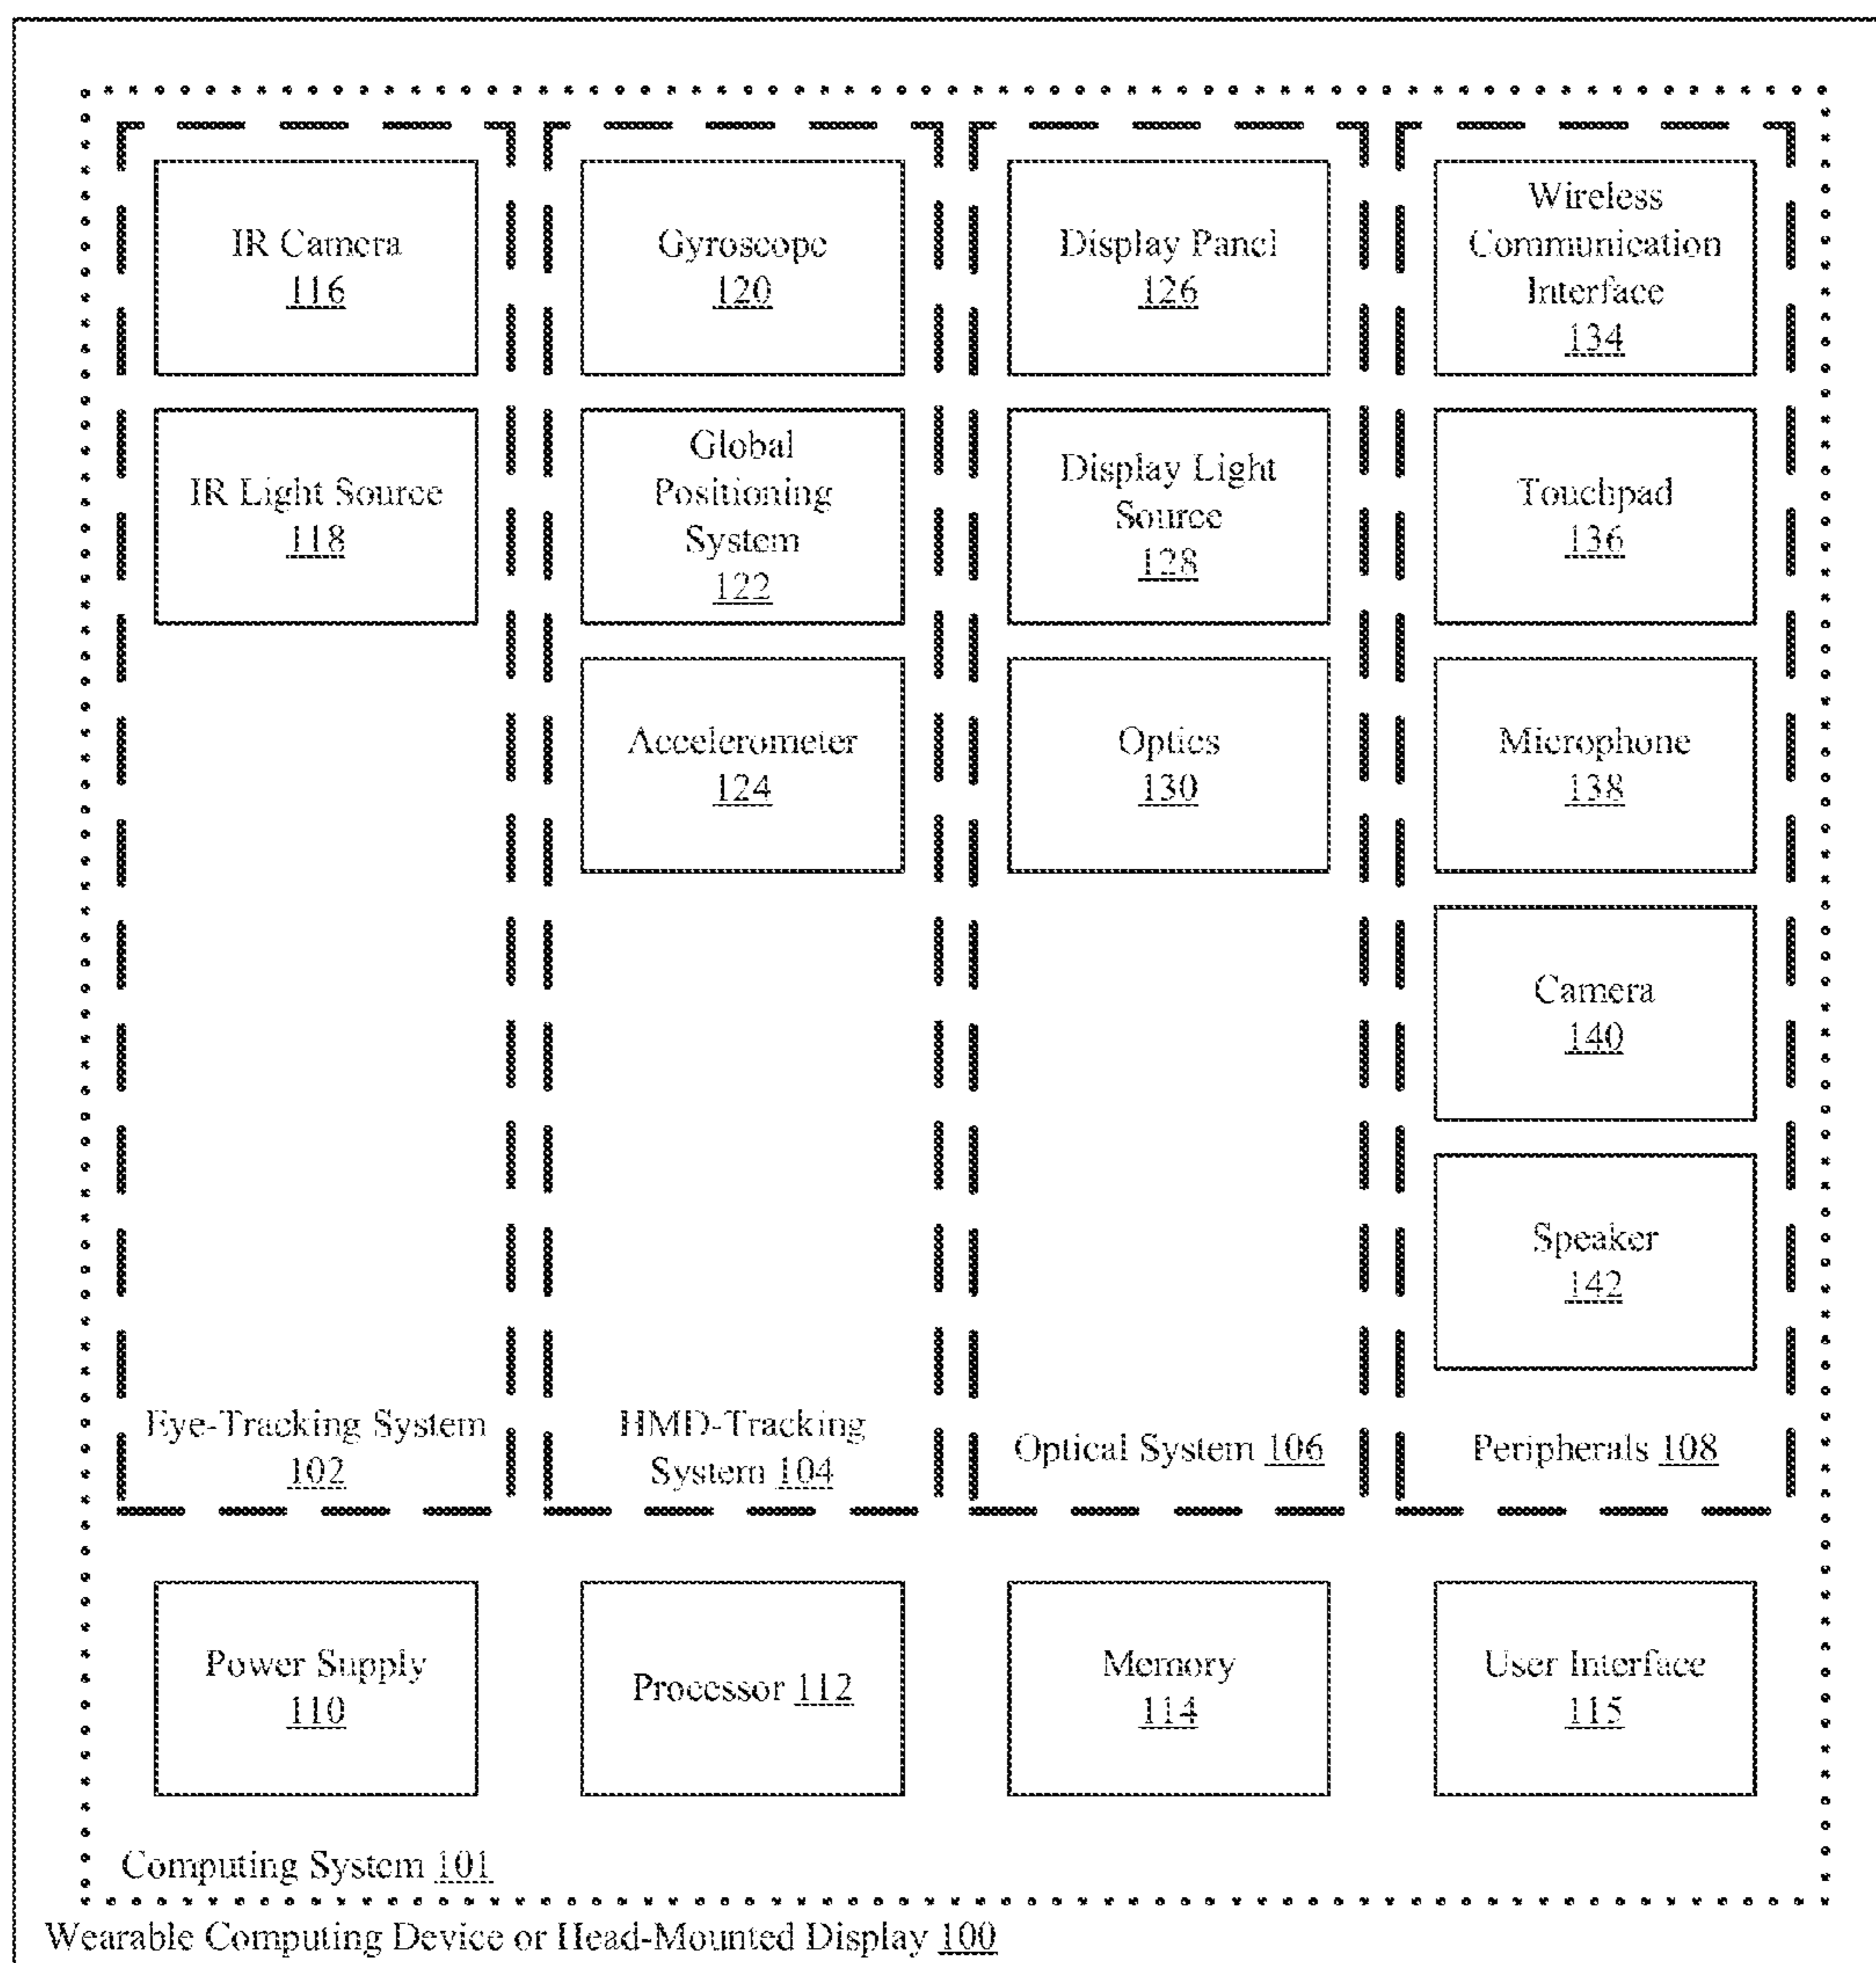 IR Camera
116
Gyroscope
120
Display Panel
126
Wireless
Communication
Interface
134
IR Light Source
118
Global
Positioning
System
122
Display Light
Source
128
Touchpad
136
Accelerometer
124
Optics
130
Microphone
138
Camera
140
Speaker
142
Eye-Tracking System
102
HMD-Tracking
System 104
Optical System 106
Peripherals 108
Power Supply
110
Processor 112
Memory
114
User Interface
115
Computing System 101
Wearable Computing Device or Head-Mounted Display 100